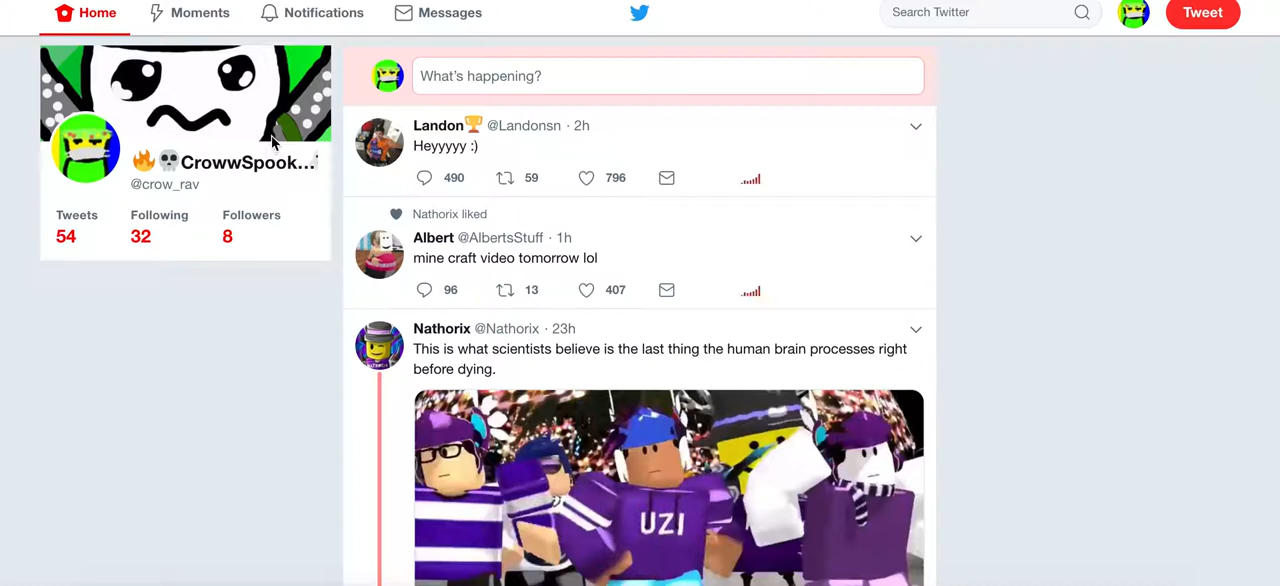 Home Moments Notifications Messages Search Twitter Tweet
What's happening?
🔥💀CrowwSpook...
@crow_rav
Tweets Following Followers
54 32 8
Landon🏆 @Landonsn · 2h
Heyyyyy :)
490 59 796
Nathorix liked
Albert @AlbertsStuff · 1h
mine craft video tomorrow lol
96 13 407
Nathorix @Nathorix · 23h
This is what scientists believe is the last thing the human brain processes right
before dying.
UZI